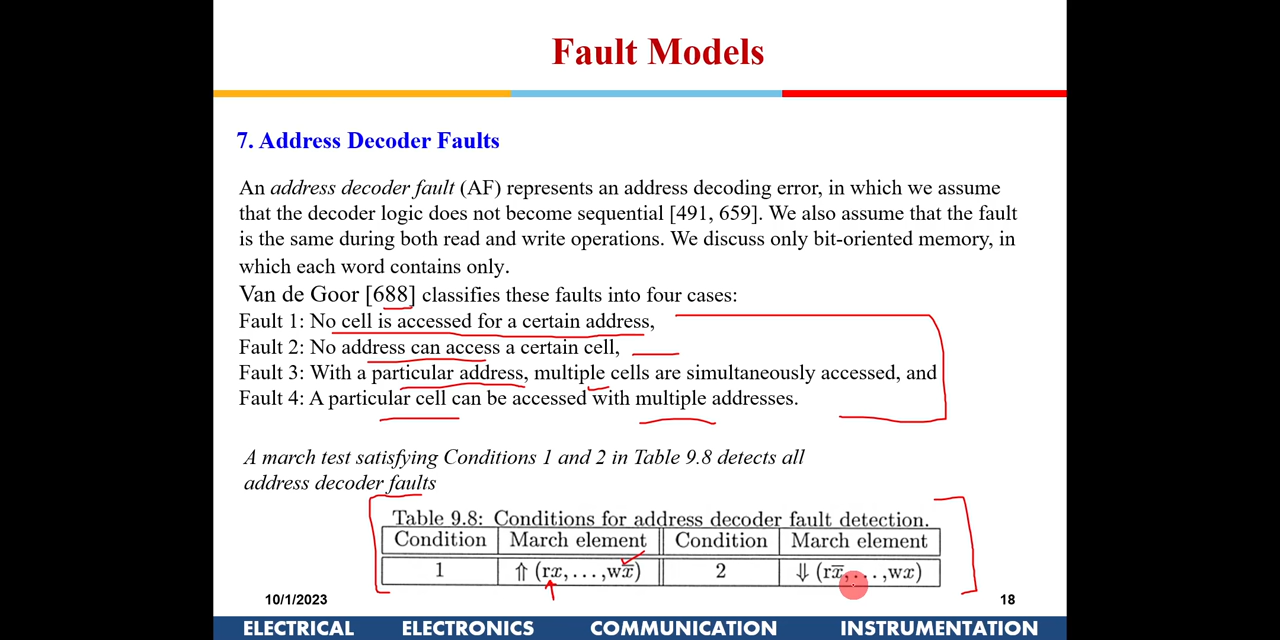 Fault Models
7. Address Decoder Faults
An address decoder fault (AF) represents an address decoding error, in which we assume
that the decoder logic does not become sequential [491, 659]. We also assume that the fault
is the same during both read and write operations. We discuss only bit-oriented memory, in
which each word contains only.
Van de Goor [688] classifies these faults into four cases:
Fault 1: No cell is accessed for a certain address,
Fault 2: No address can access a certain cell,
Fault 3: With a particular address, multiple cells are simultaneously accessed, and
Fault 4: A particular cell can be accessed with multiple addresses.
A march test satisfying Conditions 1 and 2 in Table 9.8 detects all
address decoder faults
Table 9.8: Conditions for address decoder fault detection.
Condition March element Condition March element
1 ⇑ (rx, . . . , wx̅) 2 ⇓ (rx̅, . . . , wx)
10/1/2023 18
ELECTRICAL ELECTRONICS COMMUNICATION INSTRUMENTATION